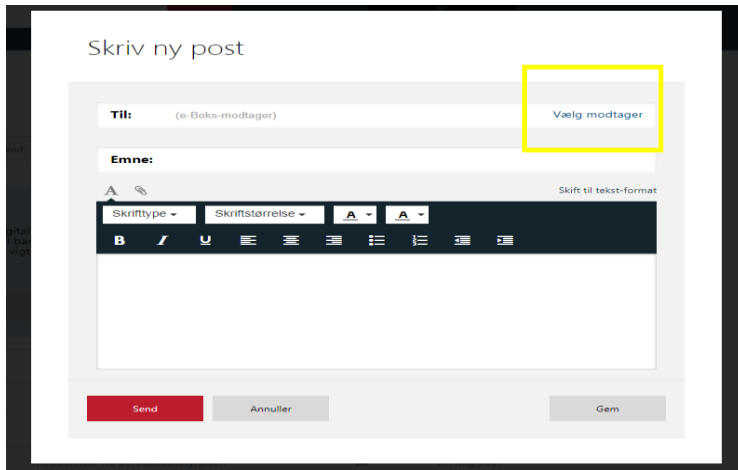 Skriv ny post
Til: (e-Boks-modtager) Vælg modtager
Emne:
A Skift til tekst-format
Skrifttype Skriftstørrelse A A
B I U
Send Annuller Gem